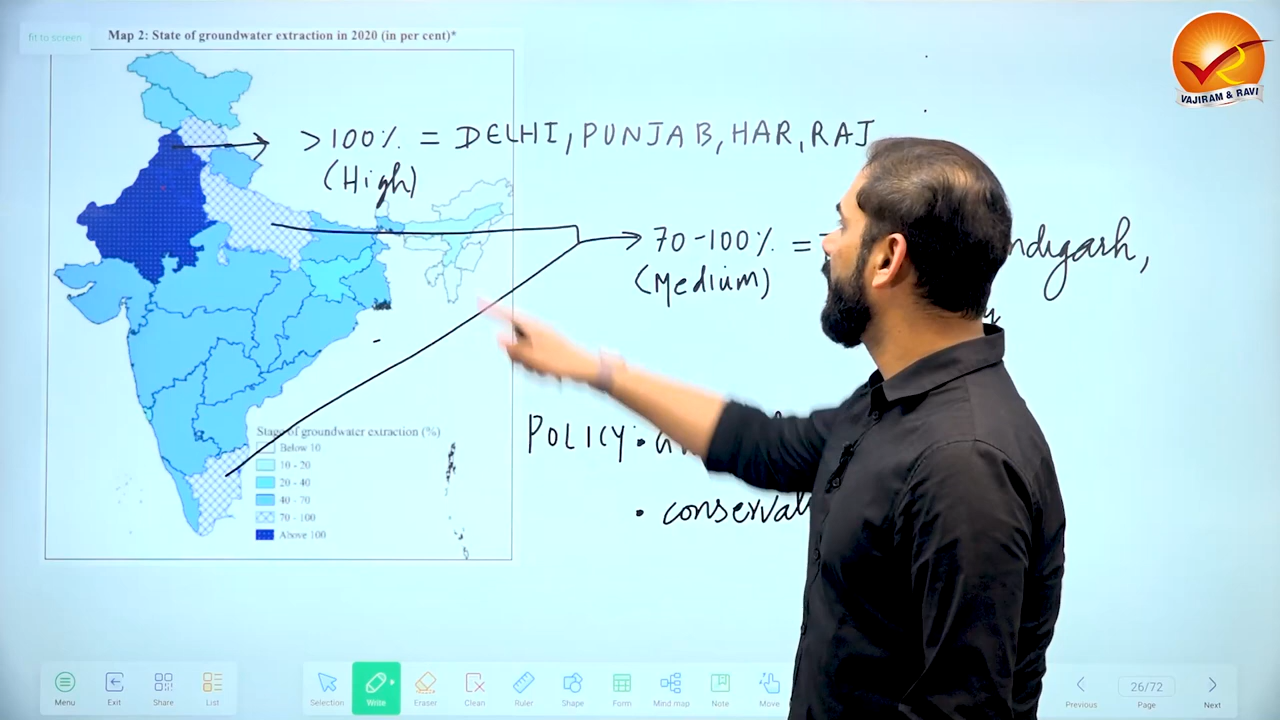 fit to screen
Map 2: State of groundwater extraction in 2020 (in per cent)*
VAJIRAM & RAVI
>100% = DELHI, PUNJAB, HAR, RAJ
(High)
70-100% =
(Medium)
POLICY •
• conserva
Stage of groundwater extraction (%)
Below 10
10 - 20
20 - 40
40 - 70
70 - 100
Above 100
Menu
Exit
Share
List
Selection
Write
Eraser
Clean
Ruler
Shape
Form
Mind map
Note
Move
Previous
26/72
Page
Next